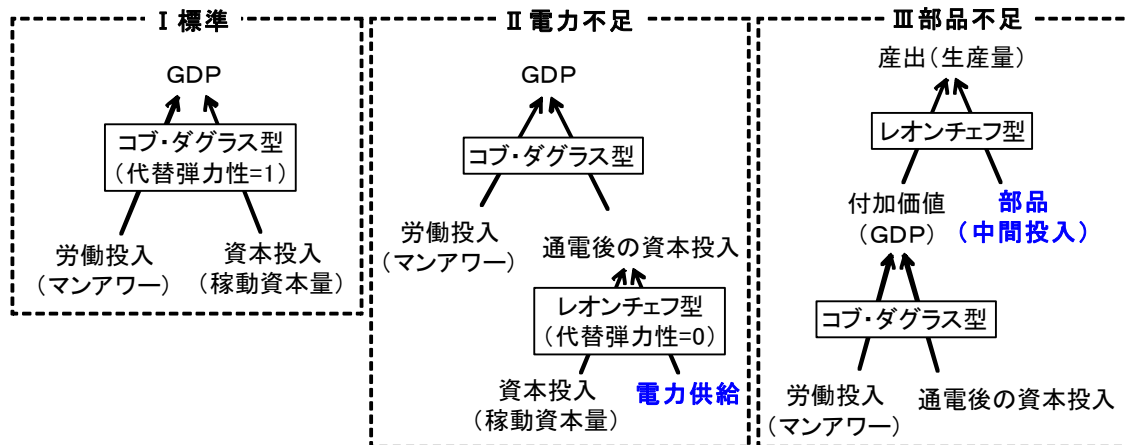 Ⅰ標準
GDP
コブ・ダグラス型
（代替弾力性=1）
労働投入
（マンアワー）
資本投入
（稼動資本量）
Ⅱ電力不足
GDP
コブ・ダグラス型
労働投入
（マンアワー）
通電後の資本投入
レオンチェフ型
（代替弾力性=0）
資本投入
（稼動資本量）
電力供給
Ⅲ部品不足
産出（生産量）
レオンチェフ型
付加価値
（GDP）
部品
（中間投入）
コブ・ダグラス型
労働投入
（マンアワー）
通電後の資本投入